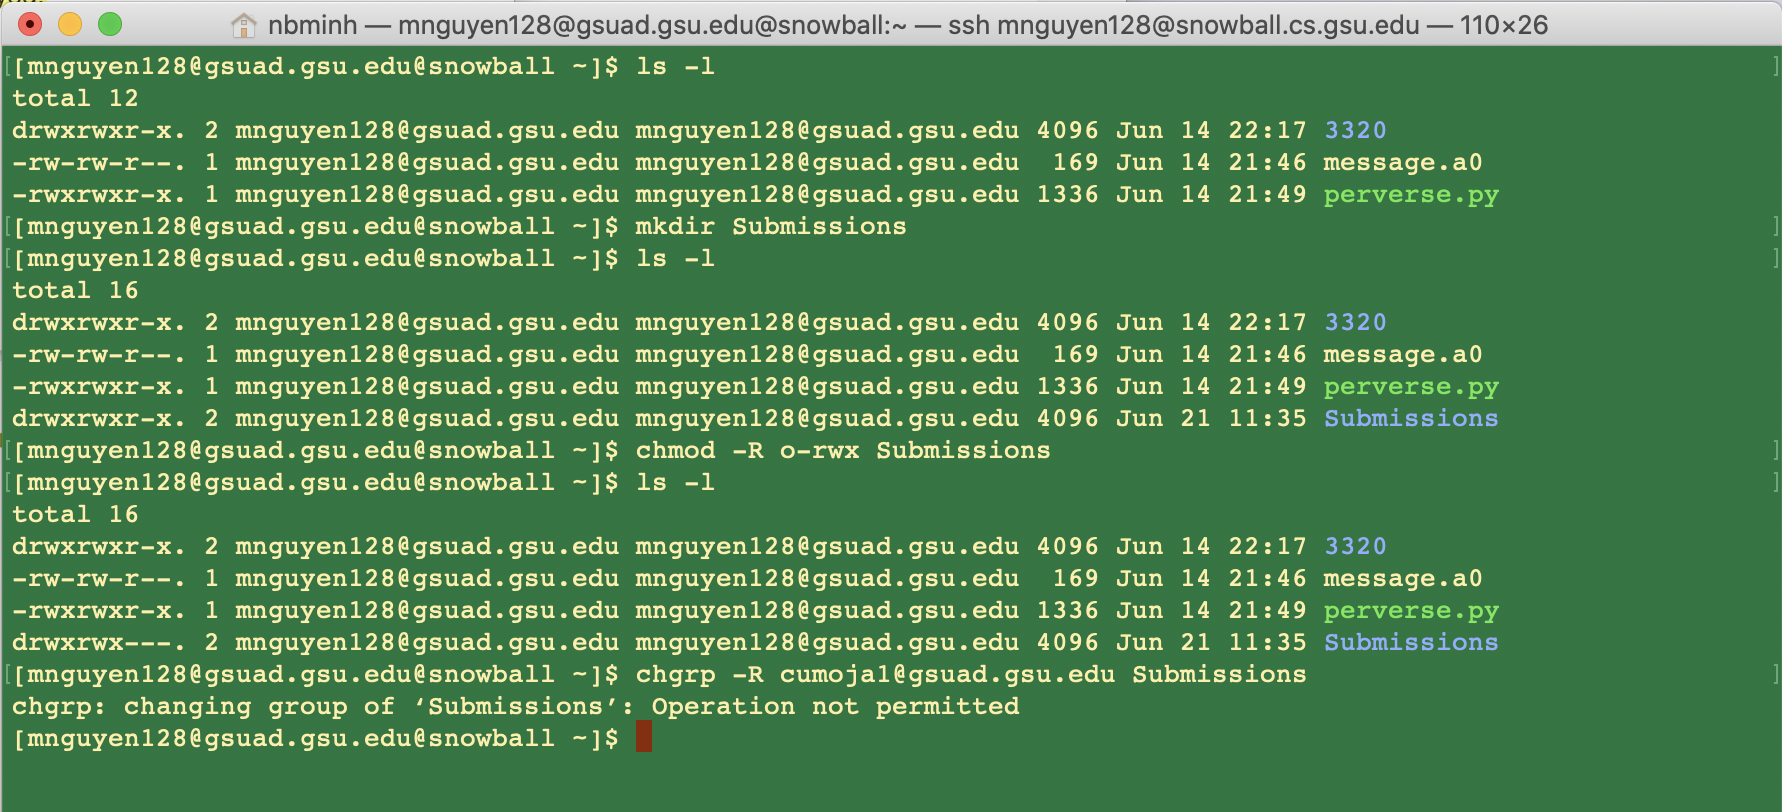 nbminh — mnguyen128@gsuad.gsu.edu@snowball:~ — ssh mnguyen128@snowball.cs.gsu.edu — 110×26
[[mnguyen128@gsuad.gsu.edu@snowball ~]$ ls -l ]
total 12
drwxrwxr-x. 2 mnguyen128@gsuad.gsu.edu mnguyen128@gsuad.gsu.edu 4096 Jun 14 22:17 3320
-rw-rw-r--. 1 mnguyen128@gsuad.gsu.edu mnguyen128@gsuad.gsu.edu  169 Jun 14 21:46 message.a0
-rwxrwxr-x. 1 mnguyen128@gsuad.gsu.edu mnguyen128@gsuad.gsu.edu 1336 Jun 14 21:49 perverse.py
[[mnguyen128@gsuad.gsu.edu@snowball ~]$ mkdir Submissions ]
[[mnguyen128@gsuad.gsu.edu@snowball ~]$ ls -l ]
total 16
drwxrwxr-x. 2 mnguyen128@gsuad.gsu.edu mnguyen128@gsuad.gsu.edu 4096 Jun 14 22:17 3320
-rw-rw-r--. 1 mnguyen128@gsuad.gsu.edu mnguyen128@gsuad.gsu.edu  169 Jun 14 21:46 message.a0
-rwxrwxr-x. 1 mnguyen128@gsuad.gsu.edu mnguyen128@gsuad.gsu.edu 1336 Jun 14 21:49 perverse.py
drwxrwxr-x. 2 mnguyen128@gsuad.gsu.edu mnguyen128@gsuad.gsu.edu 4096 Jun 21 11:35 Submissions
[[mnguyen128@gsuad.gsu.edu@snowball ~]$ chmod -R o-rwx Submissions ]
[[mnguyen128@gsuad.gsu.edu@snowball ~]$ ls -l ]
total 16
drwxrwxr-x. 2 mnguyen128@gsuad.gsu.edu mnguyen128@gsuad.gsu.edu 4096 Jun 14 22:17 3320
-rw-rw-r--. 1 mnguyen128@gsuad.gsu.edu mnguyen128@gsuad.gsu.edu  169 Jun 14 21:46 message.a0
-rwxrwxr-x. 1 mnguyen128@gsuad.gsu.edu mnguyen128@gsuad.gsu.edu 1336 Jun 14 21:49 perverse.py
drwxrwx---. 2 mnguyen128@gsuad.gsu.edu mnguyen128@gsuad.gsu.edu 4096 Jun 21 11:35 Submissions
[[mnguyen128@gsuad.gsu.edu@snowball ~]$ chgrp -R cumoja1@gsuad.gsu.edu Submissions ]
chgrp: changing group of ‘Submissions’: Operation not permitted
[mnguyen128@gsuad.gsu.edu@snowball ~]$